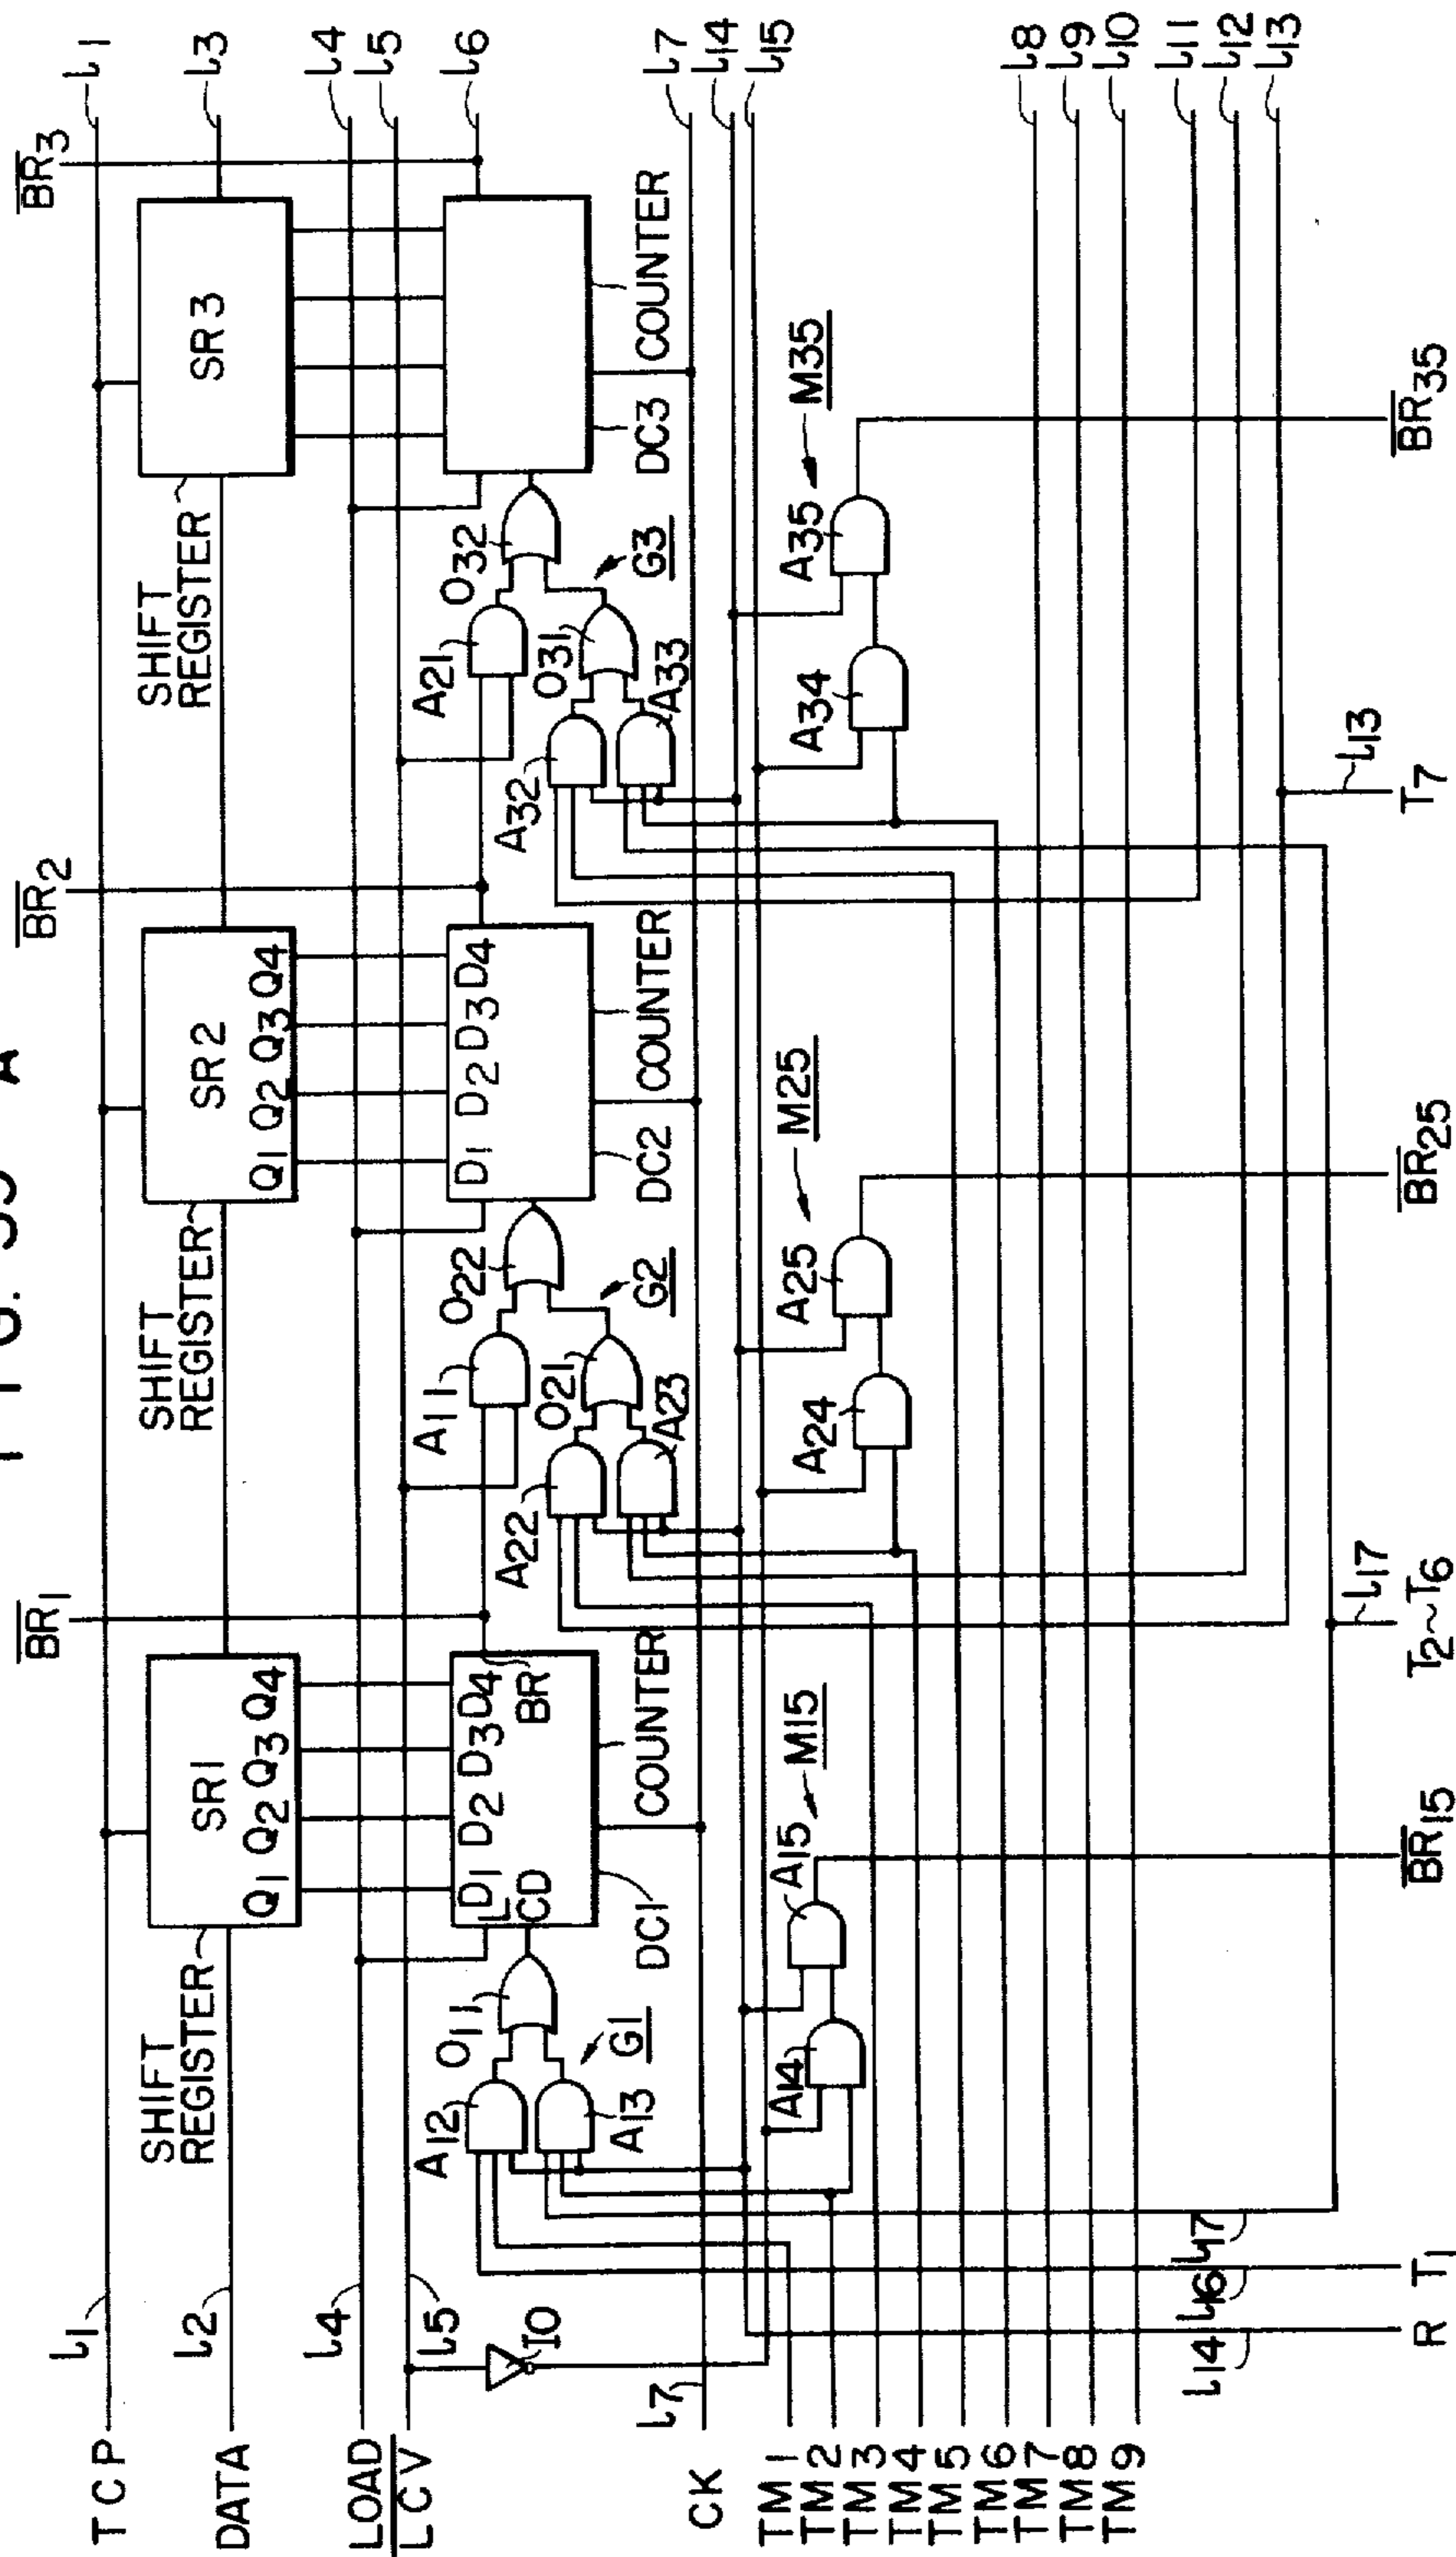 FIG. 35 A
BR1
BR2
BR3
TCP
l1
l1
DATA
l2
l3
SHIFT REGISTER
SR1
Q1 Q2 Q3 Q4
SHIFT REGISTER
SR2
Q1 Q2 Q3 Q4
SHIFT REGISTER
SR3
LOAD
l4
l4
LCV
l5
l5
l6
IO
A12
A13
O11
G1
D1 D2 D3 D4
L
CD
BR
DC1
COUNTER
A11
A22
A23
O21
O22
G2
D1 D2 D3 D4
DC2
COUNTER
A21
A32
A33
O31
O32
G3
DC3
COUNTER
CK
l7
l7
l14
l15
A14
A15
M15
A24
A25
M25
A34
A35
M35
TM1
TM2
TM3
TM4
TM5
TM6
TM7
TM8
TM9
l8
l9
l10
l11
l12
l13
l14
l16
l17
l17
l13
R
T1
BR15
T2~T6
BR25
T7
BR35